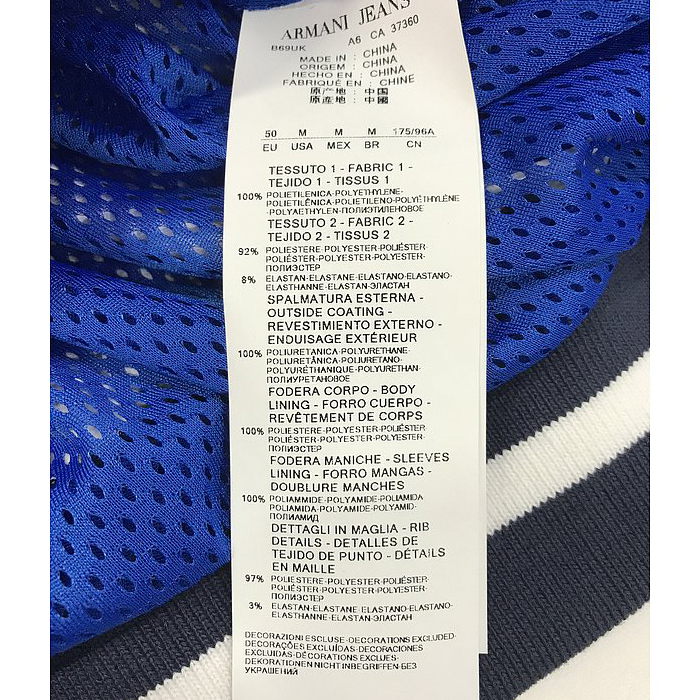 ARMANI JEANS
B69UK A6 CA 37360
MADE IN : CHINA
ORIGEM : CHINA
HECHO EN : CHINA
FABRIQUÉ EN : CHINE
原产地 : 中国
原產地 : 中國
50 M M M 175/96A
EU USA MEX BR CN
TESSUTO 1 - FABRIC 1 -
TEJIDO 1 - TISSUS 1
100% POLIETILENICA-POLYETHYLENE-
POLIETILÊNICA-POLIETILENO-POLYÉTHYLÈNE
-POLYAETHYLEN-ПОЛИЭТИЛЕНОВОЕ
TESSUTO 2 - FABRIC 2 -
TEJIDO 2 - TISSUS 2
92% POLIESTERE-POLYESTER-POLIÉSTER-
POLIÉSTER-POLYESTER-POLYESTER-
ПОЛИЭСТЕР
8% ELASTAN-ELASTANE-ELASTANO-ELASTANO-
ELASTHANNE-ELASTAN-ЭЛАСТАН
SPALMATURA ESTERNA -
OUTSIDE COATING -
REVESTIMIENTO EXTERNO -
ENDUISAGE EXTÉRIEUR
100% POLIURETANICA-POLYURETHANE-
POLIURETÂNICA-POLIURETANO-
POLYURÉTHANIQUE-POLYURETHAN-
ПОЛИУРЕТАНОВОЕ
FODERA CORPO - BODY
LINING - FORRO CUERPO -
REVÊTEMENT DE CORPS
100% POLIESTERE-POLYESTER-POLIÉSTER-
POLIÉSTER-POLYESTER-POLYESTER-
ПОЛИЭСТЕР
FODERA MANICHE - SLEEVES
LINING - FORRO MANGAS -
DOUBLURE MANCHES
100% POLIAMMIDE-POLYAMIDE-POLIAMIDA
POLIAMIDA-POLYAMIDE-POLYAMID-
ПОЛИАМИД
DETTAGLI IN MAGLIA - RIB
DETAILS - DETALLES DE
TEJIDO DE PUNTO - DÉTAILS
EN MAILLE
97% POLIESTERE-POLYESTER-POLIÉSTER-
POLIÉSTER-POLYESTER-POLYESTER-
ПОЛИЭСТЕР
3% ELASTAN-ELASTANE-ELASTANO-ELASTANO-
ELASTHANNE-ELASTAN-ЭЛАСТАН
DECORAZIONI ESCLUSE-DECORATIONS EXCLUDED-
DECORAÇÕES EXCLUÍDAS-DECORACIONES
EXCLUIDAS-DÉCORATIONS EXCLUES-
DEKORATIONEN NICHT INBEGRIFFEN-БЕЗ
УКРАШЕНИЙ